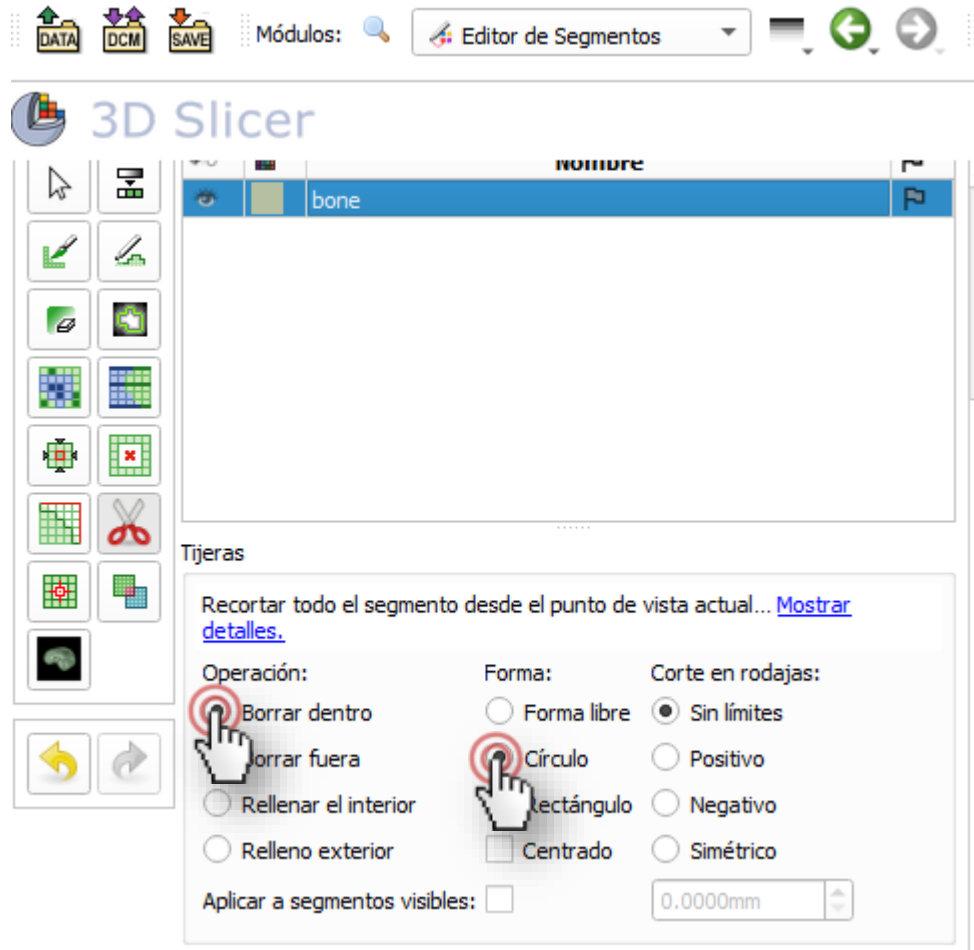 DATA DCM SAVE Módulos: Editor de Segmentos
3D Slicer
Nombre
bone
Tijeras
Recortar todo el segmento desde el punto de vista actual... Mostrar
detalles.
Operación: Forma: Corte en rodajas:
Borrar dentro Forma libre Sin límites
Borrar fuera Círculo Positivo
Rellenar el interior Rectángulo Negativo
Relleno exterior Centrado Simétrico
Aplicar a segmentos visibles: 0.0000mm